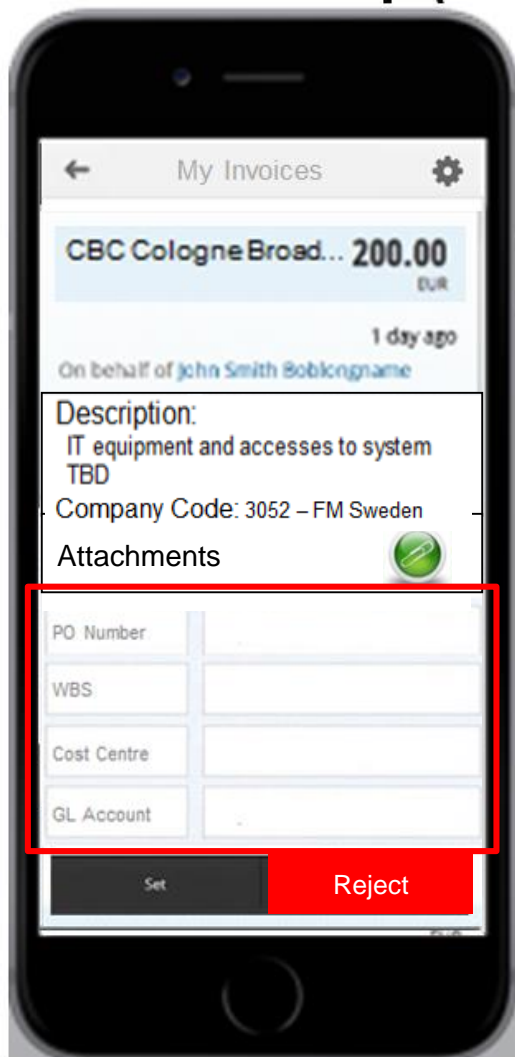 My Invoices
CBC Cologne Broad... 200.00
EUR
1 day ago
On behalf of John Smith Boblongname
Description:
IT equipment and accesses to system
TBD
Company Code: 3052 – FM Sweden
Attachments
PO Number
WBS
Cost Centre
GL Account
Set Reject